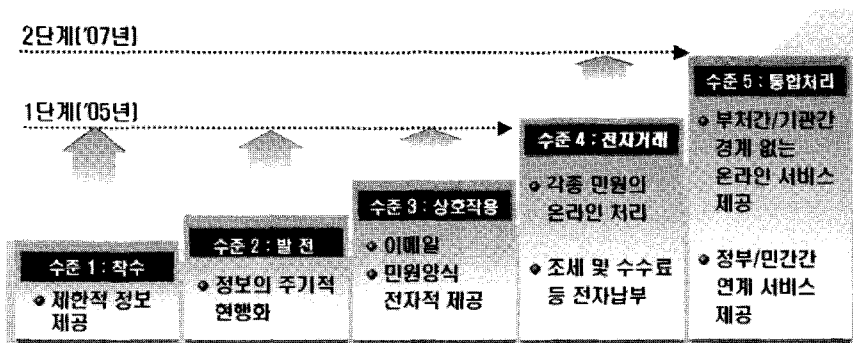 2단계('07년)
1단계('05년)
수준 1 : 착수
제한적 정보
제공
수준 2 : 발 전
정보의 주기적
현행화
수준 3 : 상호작용
이메일
민원양식
전자적 제공
수준 4 : 전자거래
각종 민원의
온라인 처리
조세 및 수수료
등 전자납부
수준 5 : 통합처리
부처간/기관간
경계 없는
온라인 서비스
제공
정부/민간간
연계 서비스
제공